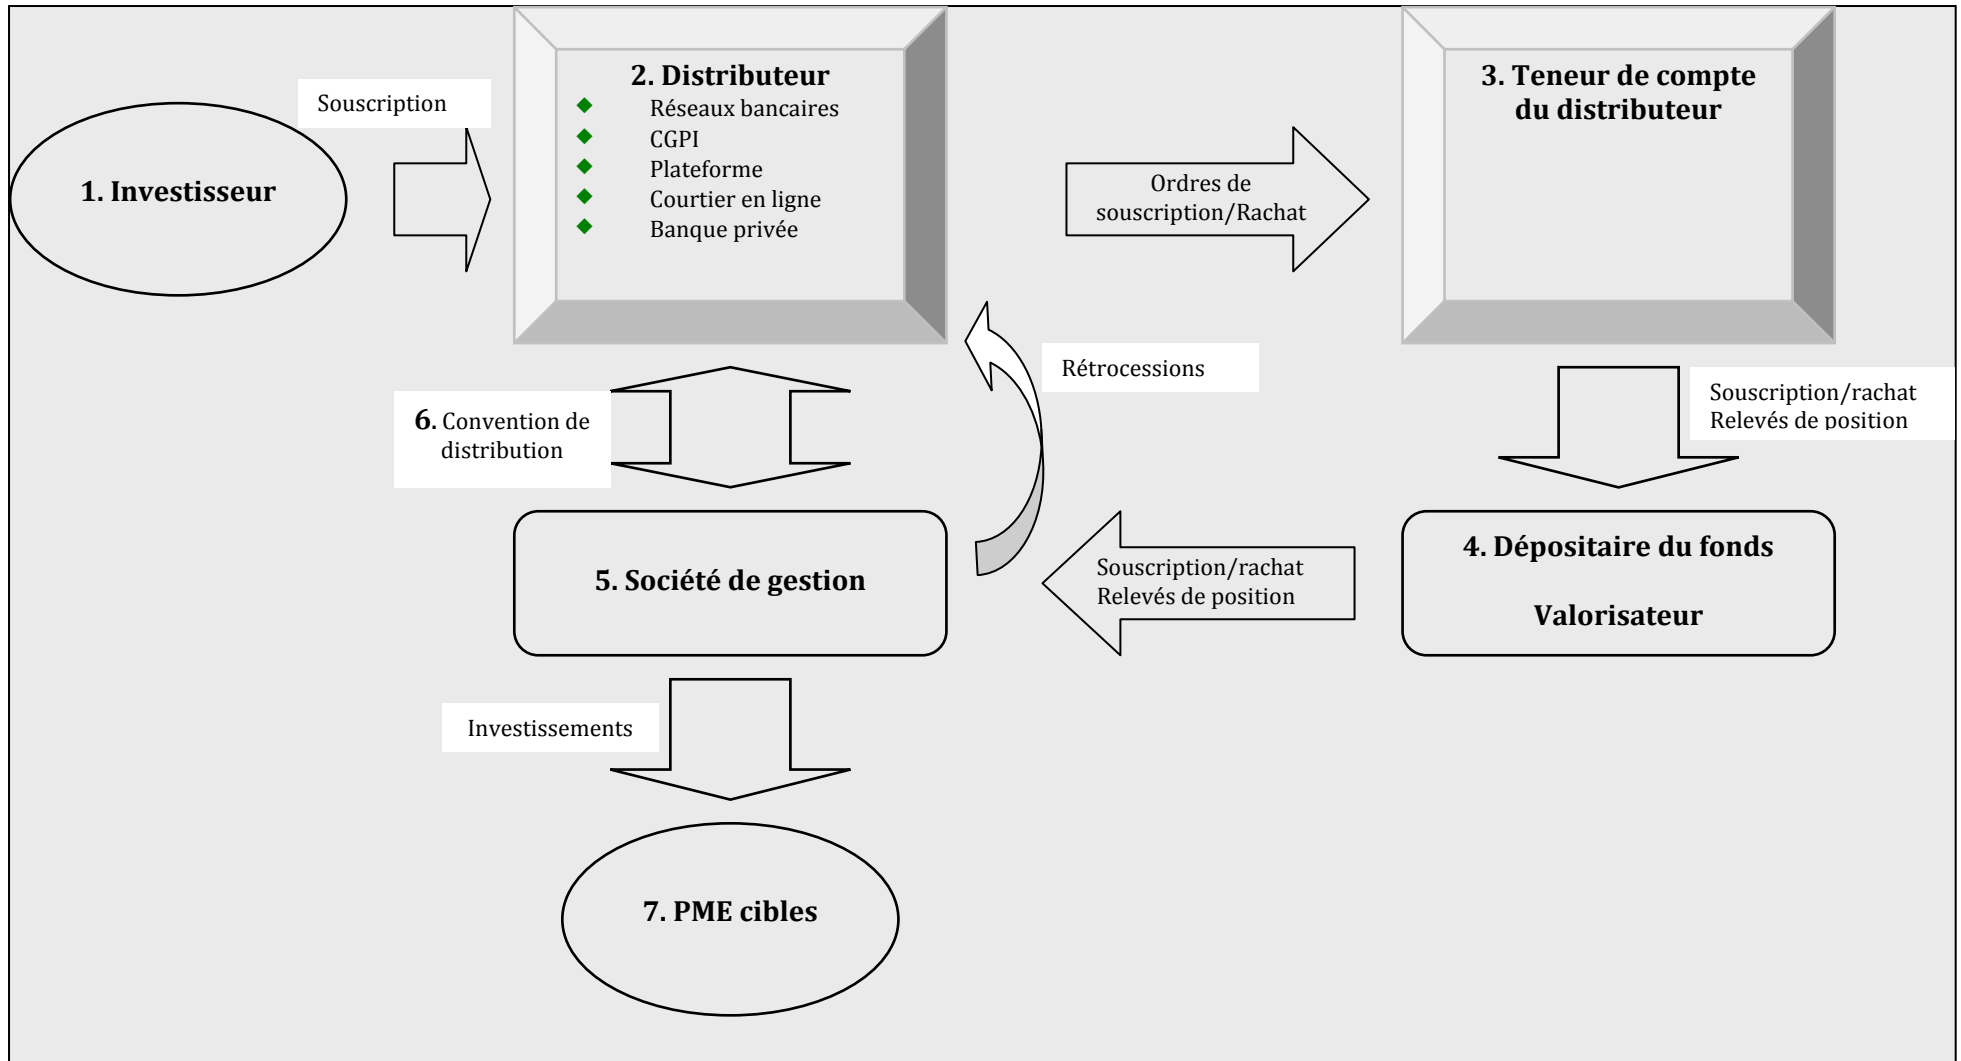 Souscription
1. Investisseur
2. Distributeur
Réseaux bancaires
CGPI
Plateforme
Courtier en ligne
Banque privée
Ordres de
souscription/Rachat
3. Teneur de compte
du distributeur
Rétrocessions
Souscription/rachat
Relevés de position
6. Convention de
distribution
5. Société de gestion
Souscription/rachat
Relevés de position
4. Dépositaire du fonds
Valorisateur
Investissements
7. PME cibles